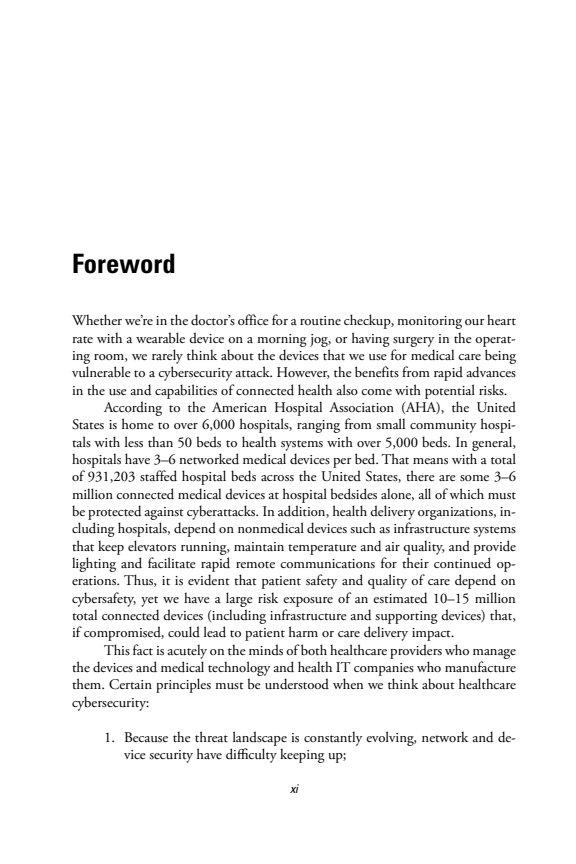 Foreword
Whether we're in the doctor's office for a routine checkup, monitoring our heart
rate with a wearable device on a morning jog, or having surgery in the operat-
ing room, we rarely think about the devices that we use for medical care being
vulnerable to a cybersecurity attack. However, the benefits from rapid advances
in the use and capabilities of connected health also come with potential risks.
According to the American Hospital Association (AHA), the United
States is home to over 6,000 hospitals, ranging from small community hospi-
tals with less than 50 beds to health systems with over 5,000 beds. In general,
hospitals have 3–6 networked medical devices per bed. That means with a total
of 931,203 staffed hospital beds across the United States, there are some 3–6
million connected medical devices at hospital bedsides alone, all of which must
be protected against cyberattacks. In addition, health delivery organizations, in-
cluding hospitals, depend on nonmedical devices such as infrastructure systems
that keep elevators running, maintain temperature and air quality, and provide
lighting and facilitate rapid remote communications for their continued op-
erations. Thus, it is evident that patient safety and quality of care depend on
cybersafety, yet we have a large risk exposure of an estimated 10–15 million
total connected devices (including infrastructure and supporting devices) that,
if compromised, could lead to patient harm or care delivery impact.
This fact is acutely on the minds of both healthcare providers who manage
the devices and medical technology and health IT companies who manufacture
them. Certain principles must be understood when we think about healthcare
cybersecurity:
1. Because the threat landscape is constantly evolving, network and de-
vice security have difficulty keeping up;
xi